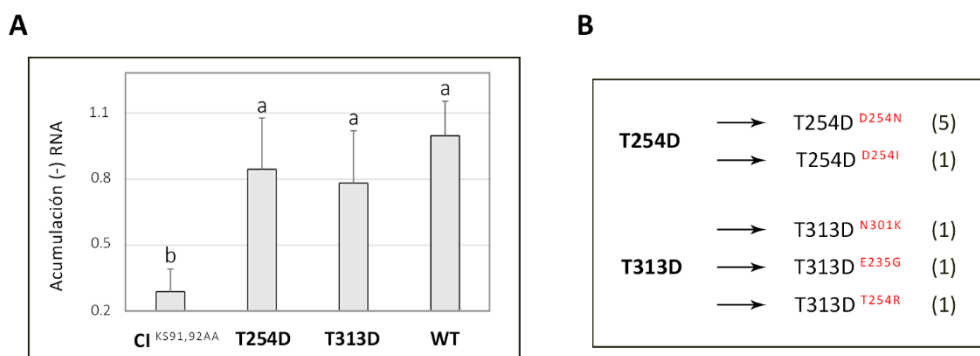 A
Acumulación (-) RNA
1.1
0.8
0.5
0.2
b
a
a
a
CI KS91,92AA
T254D
T313D
WT
B
T254D
T254D D254N (5)
T254D D254I (1)
T313D
T313D N301K (1)
T313D E235G (1)
T313D T254R (1)